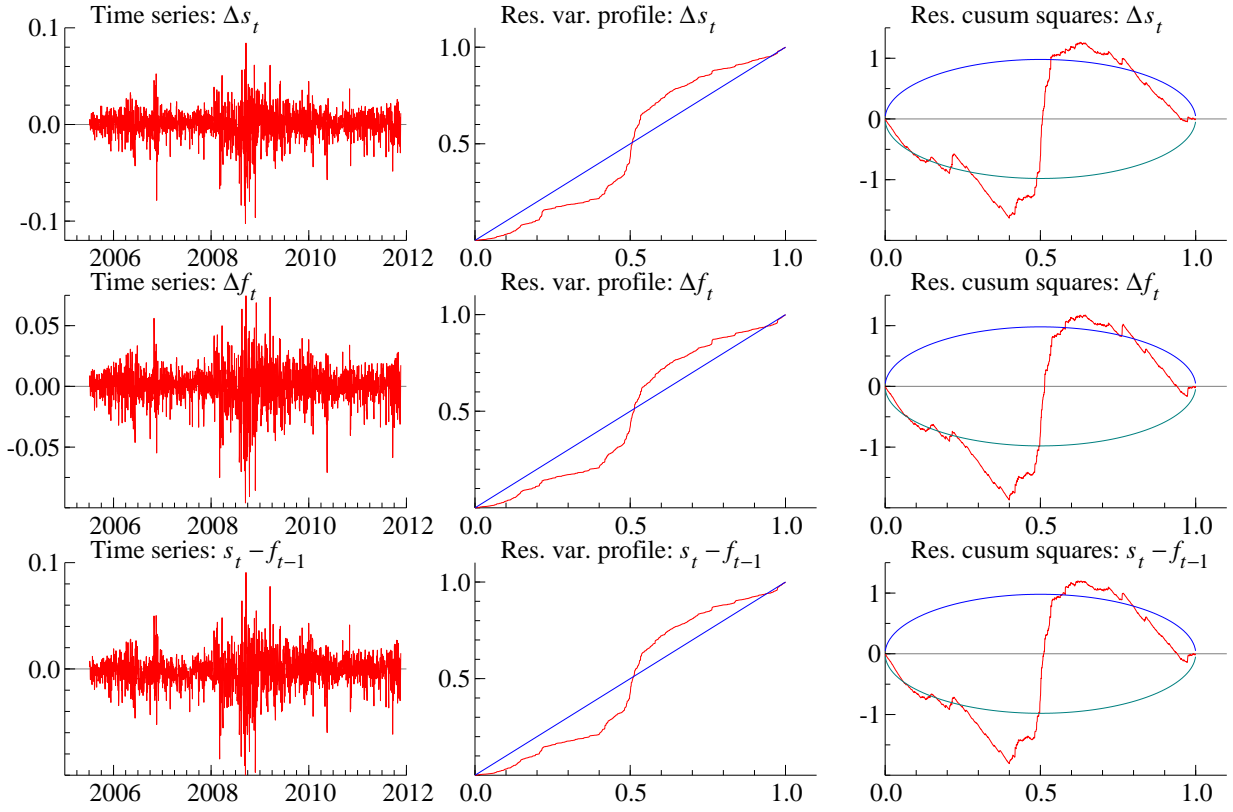 Time series: Δs_t
Res. var. profile: Δs_t
Res. cusum squares: Δs_t
0.1
0.0
-0.1
2006 2008 2010 2012
1.0
0.5
0.0 0.5 1.0
1
0
-1
0.0 0.5 1.0
Time series: Δf_t
Res. var. profile: Δf_t
Res. cusum squares: Δf_t
0.05
0.00
-0.05
2006 2008 2010 2012
1.0
0.5
0.0 0.5 1.0
1
0
-1
0.0 0.5 1.0
Time series: s_t − f_{t−1}
Res. var. profile: s_t − f_{t−1}
Res. cusum squares: s_t − f_{t−1}
0.1
0.0
2006 2008 2010 2012
1.0
0.5
0.0 0.5 1.0
1
0
-1
0.0 0.5 1.0